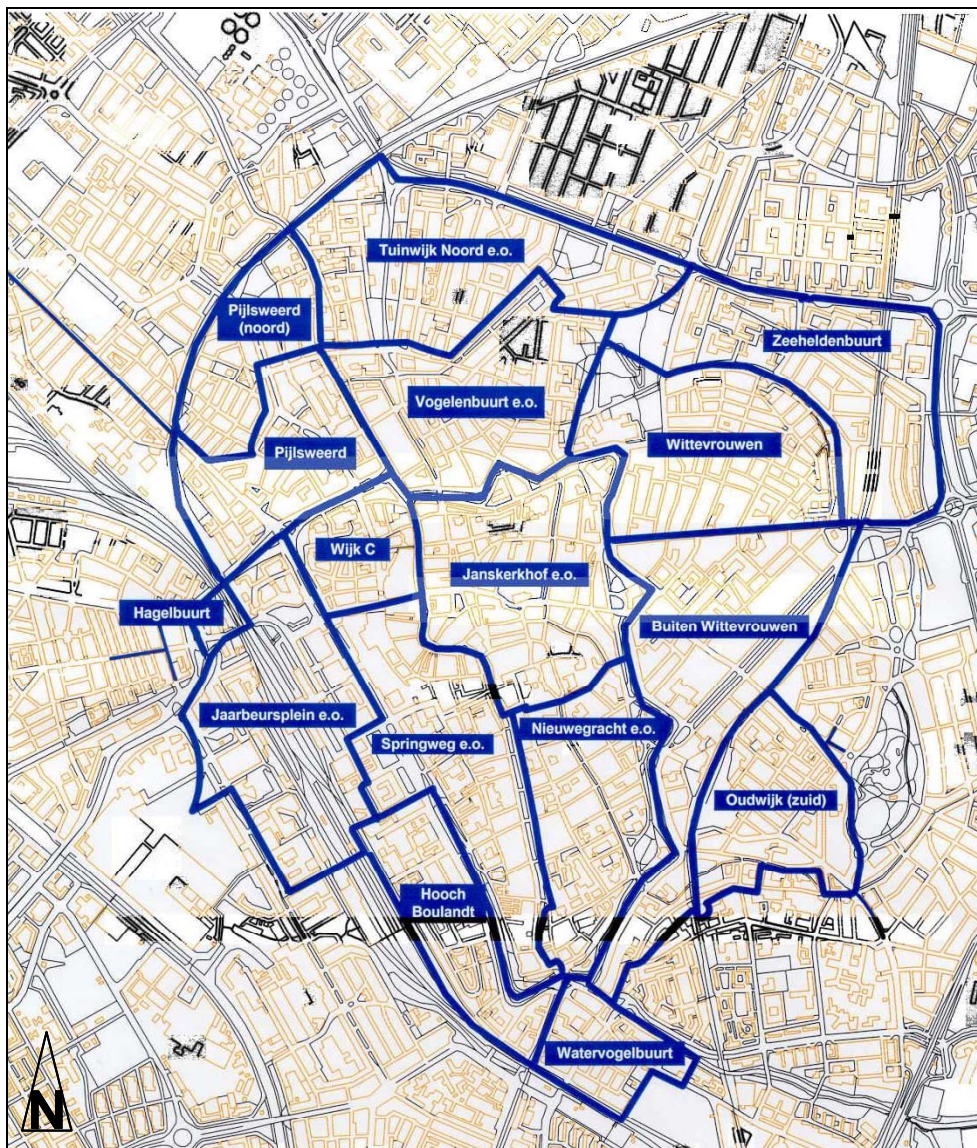 Tuinwijk Noord e.o.
Pijlsweerd
(noord)
Zeeheldenbuurt
Vogelenbuurt e.o.
Pijlsweerd
Wittevrouwen
Wijk C
Janskerkhof e.o.
Hagelbuurt
Buiten Wittevrouwen
Jaarbeursplein e.o.
Springweg e.o.
Nieuwegracht e.o.
Oudwijk (zuid)
Hooch
Boulandt
Watervogelbuurt
N